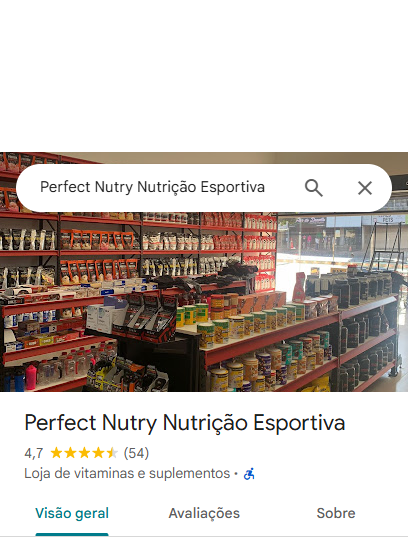 Perfect Nutry Nutrição Esportiva
PETS
Perfect Nutry Nutrição Esportiva
4,7 (54)
Loja de vitaminas e suplementos ·
Visão geral
Avaliações
Sobre